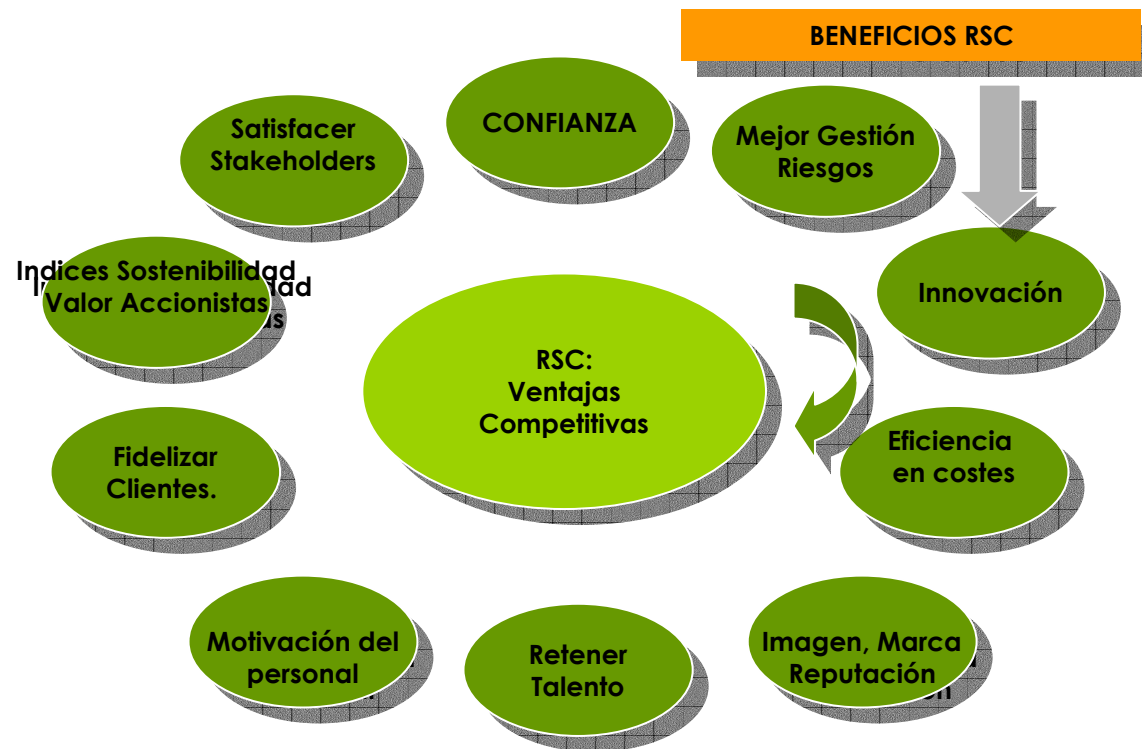 BENEFICIOS RSC
CONFIANZA
Satisfacer
Stakeholders
Mejor Gestión
Riesgos
Indices Sostenibilidad
Valor Accionistas
Innovación
RSC:
Ventajas
Competitivas
Fidelizar
Clientes.
Eficiencia
en costes
Motivación del
personal
Retener
Talento
Imagen, Marca
Reputación